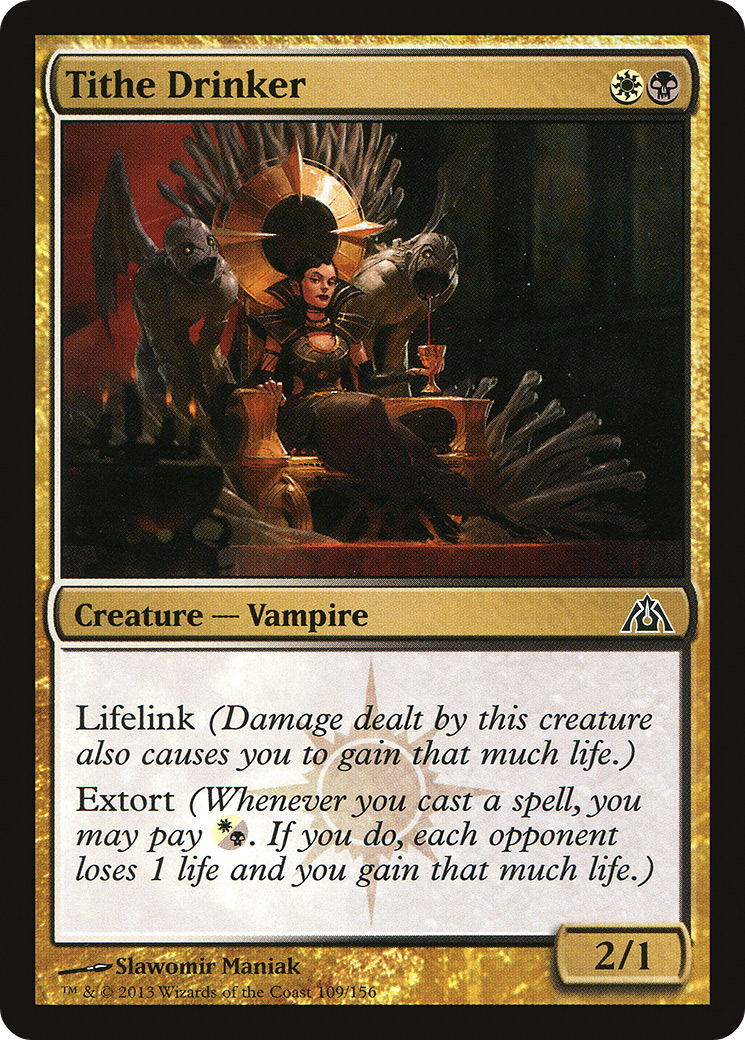 Tithe Drinker
Creature — Vampire
Lifelink (Damage dealt by this creature
also causes you to gain that much life.)
Extort (Whenever you cast a spell, you
may pay . If you do, each opponent
loses 1 life and you gain that much life.)
2/1
Slawomir Maniak
™ & © 2013 Wizards of the Coast 109/156